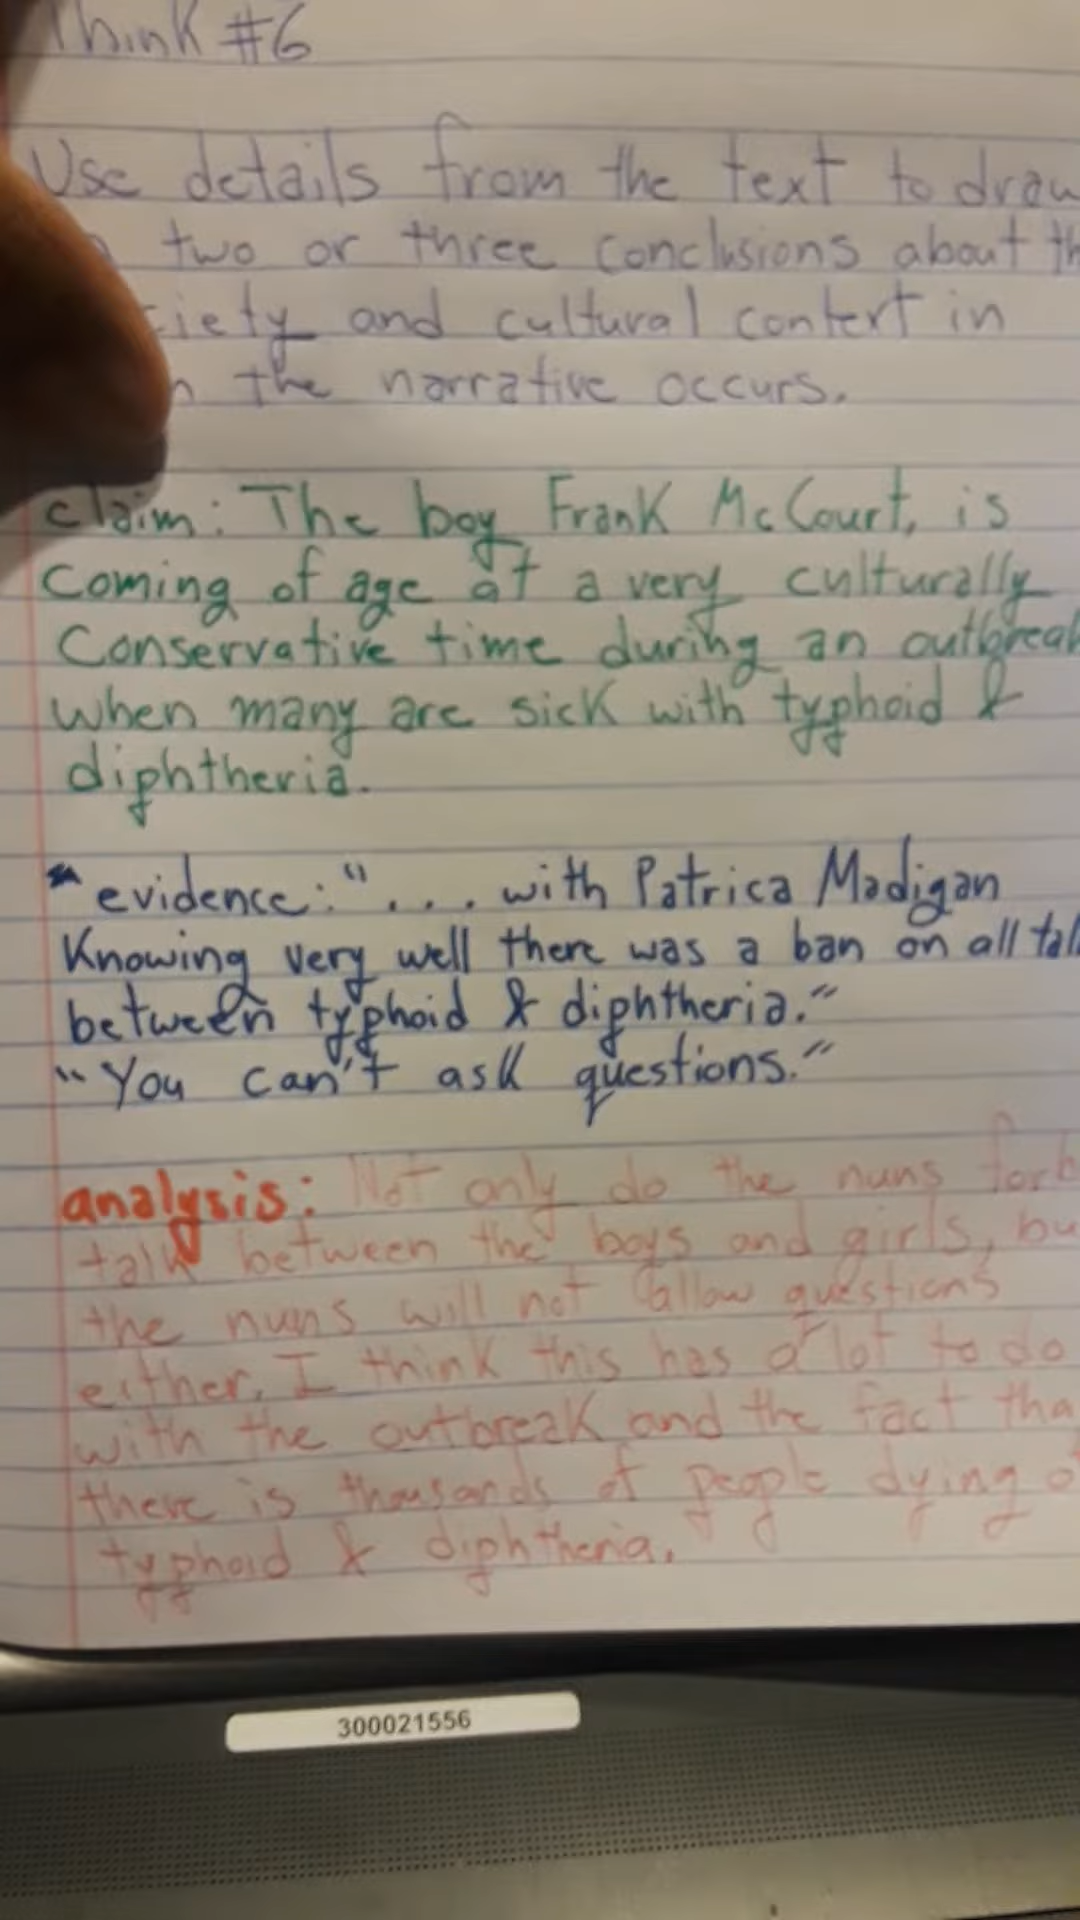 Think #6
Use details from the text to draw
two or three conclusions about th
ciety and cultural context in
n the narrative occurs.
claim: The boy Frank McCourt, is
coming of age at a very culturally
Conservative time during an outbreak
when many are sick with typhoid &
diphtheria.
evidence: "... with Patrica Madigan
Knowing very well there was a ban on all talk
between typhoid & diphtheria."
"You can't ask questions."
analysis: Not only do the nuns forb
talk between the boys and girls, bu
the nuns will not allow questions
either. I think this has a lot to do
with the outbreak and the fact tha
there is thousands of people dying of
typhoid & diphtheria.
300021556